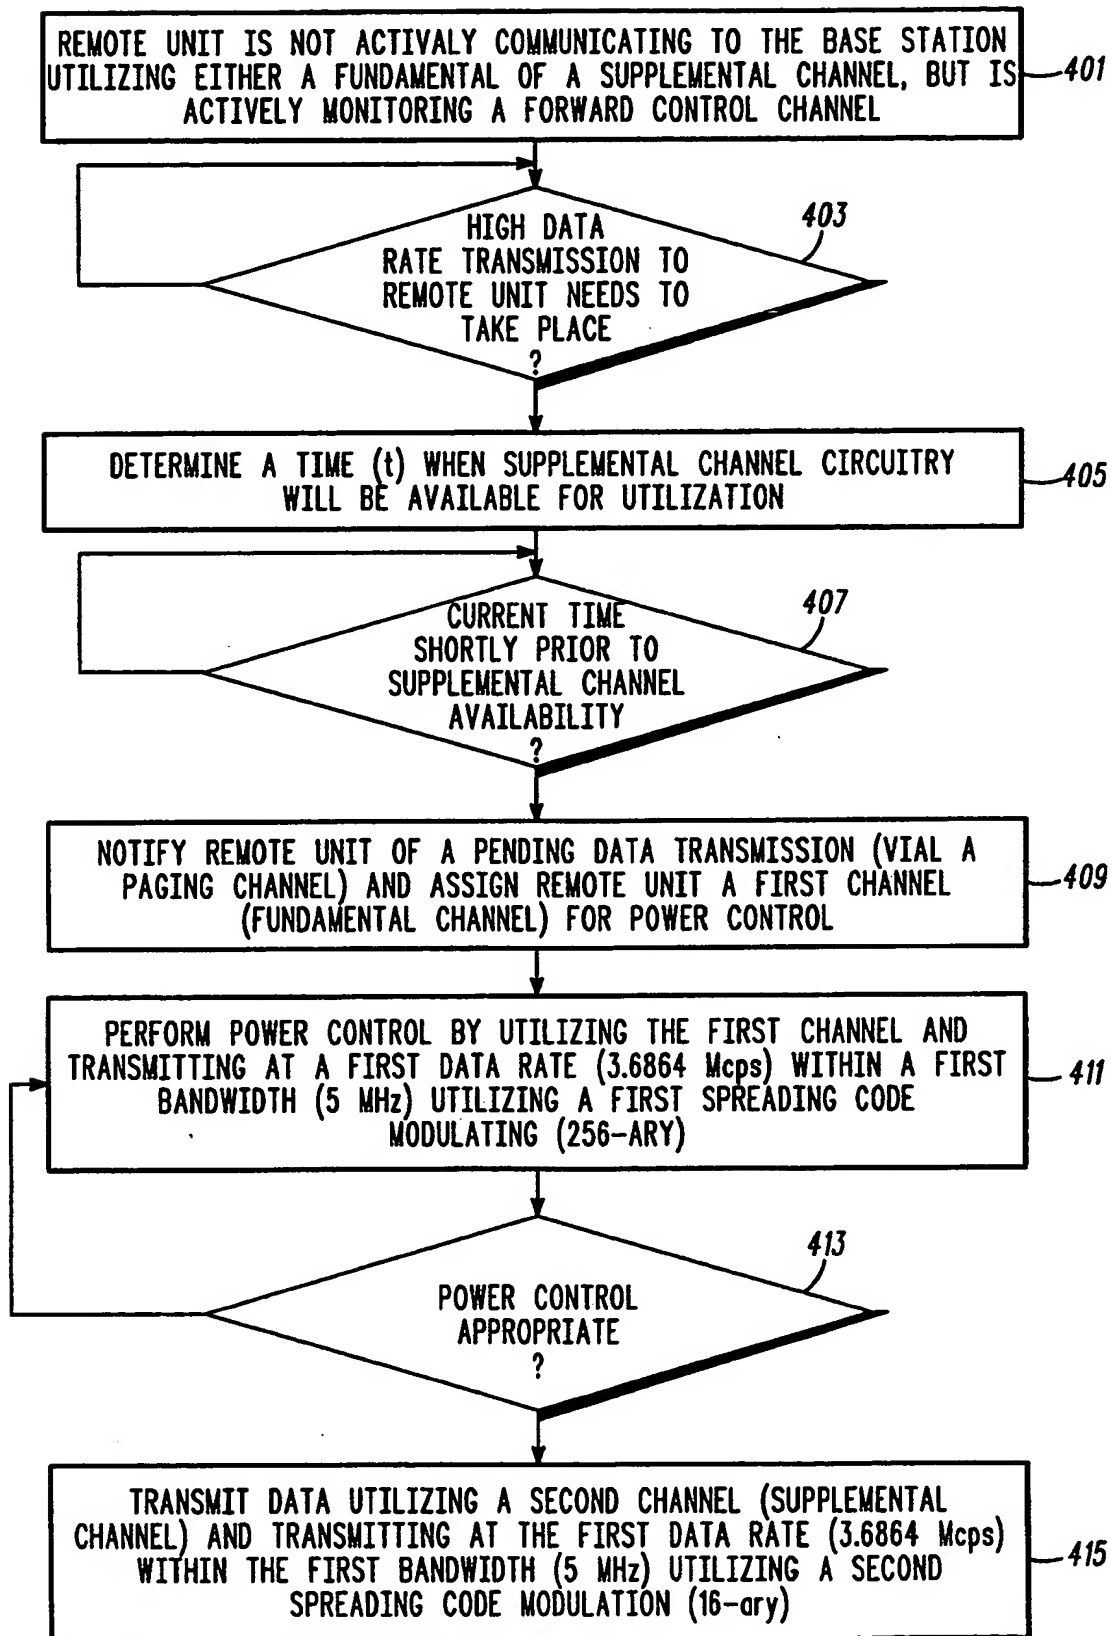 REMOTE UNIT IS NOT ACTIVALY COMMUNICATING TO THE BASE STATION
UTILIZING EITHER A FUNDAMENTAL OF A SUPPLEMENTAL CHANNEL, BUT IS
ACTIVELY MONITORING A FORWARD CONTROL CHANNEL
401
HIGH DATA
RATE TRANSMISSION TO
REMOTE UNIT NEEDS TO
TAKE PLACE
?
403
DETERMINE A TIME (t) WHEN SUPPLEMENTAL CHANNEL CIRCUITRY
WILL BE AVAILABLE FOR UTILIZATION
405
CURRENT TIME
SHORTLY PRIOR TO
SUPPLEMENTAL CHANNEL
AVAILABILITY
?
407
NOTIFY REMOTE UNIT OF A PENDING DATA TRANSMISSION (VIAL A
PAGING CHANNEL) AND ASSIGN REMOTE UNIT A FIRST CHANNEL
(FUNDAMENTAL CHANNEL) FOR POWER CONTROL
409
PERFORM POWER CONTROL BY UTILIZING THE FIRST CHANNEL AND
TRANSMITTING AT A FIRST DATA RATE (3.6864 Mcps) WITHIN A FIRST
BANDWIDTH (5 MHz) UTILIZING A FIRST SPREADING CODE
MODULATING (256-ARY)
411
POWER CONTROL
APPROPRIATE
?
413
TRANSMIT DATA UTILIZING A SECOND CHANNEL (SUPPLEMENTAL
CHANNEL) AND TRANSMITTING AT THE FIRST DATA RATE (3.6864 Mcps)
WITHIN THE FIRST BANDWIDTH (5 MHz) UTILIZING A SECOND
SPREADING CODE MODULATION (16-ary)
415